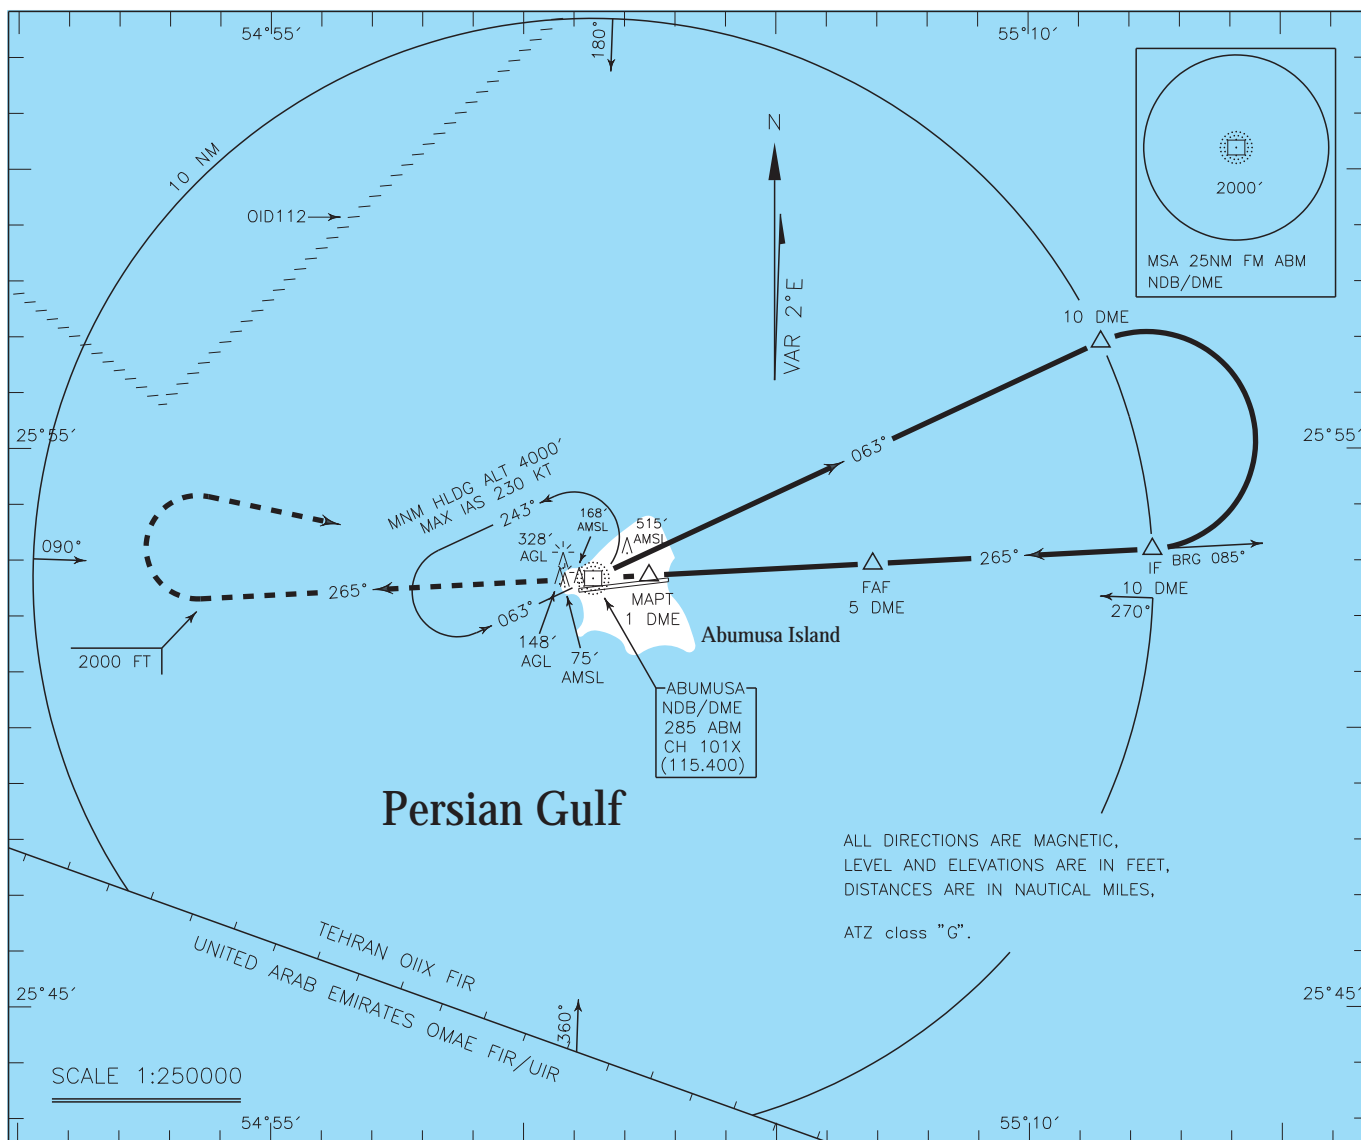 54°55′
180°
55°10′
10 NM
OID112
N
VAR 2°E
2000′
MSA 25NM FM ABM
NDB/DME
10 DME
25°55′
25°55′
063°
MNM HLDG ALT 4000′
MAX IAS 230 KT
243°
168′
AMSL
515′
AMSL
328′
AGL
090°
265°
IF
BRG 085°
10 DME
FAF
5 DME
265°
MAPT
1 DME
270°
063°
Abumusa Island
148′
AGL
75′
AMSL
2000 FT
ABUMUSA
NDB/DME
285 ABM
CH 101X
(115.400)
Persian Gulf
ALL DIRECTIONS ARE MAGNETIC,
LEVEL AND ELEVATIONS ARE IN FEET,
DISTANCES ARE IN NAUTICAL MILES,
ATZ class "G".
TEHRAN OIIX FIR
UNITED ARAB EMIRATES OMAE FIR/UIR
25°45′
25°45′
360°
SCALE 1:250000
54°55′
55°10′